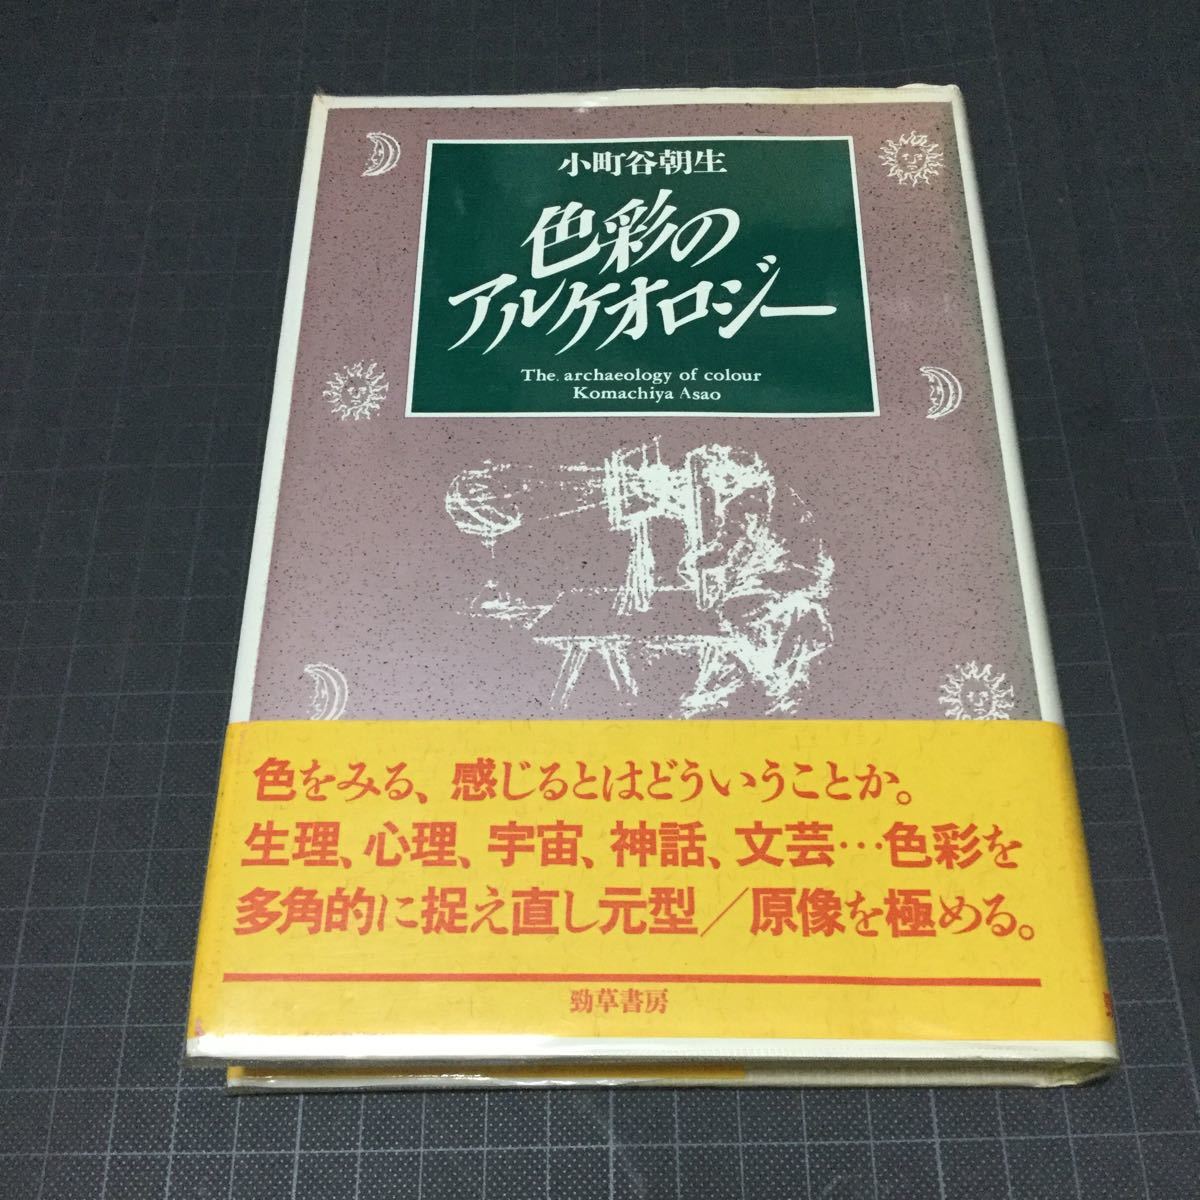 小町谷朝生
色彩の
アルケオロジー
The. archaeology of colour
Komachiya Asao
色をみる、感じるとはどういうことか。
生理、心理、宇宙、神話、文芸…色彩を
多角的に捉え直し元型／原像を極める。
勁草書房